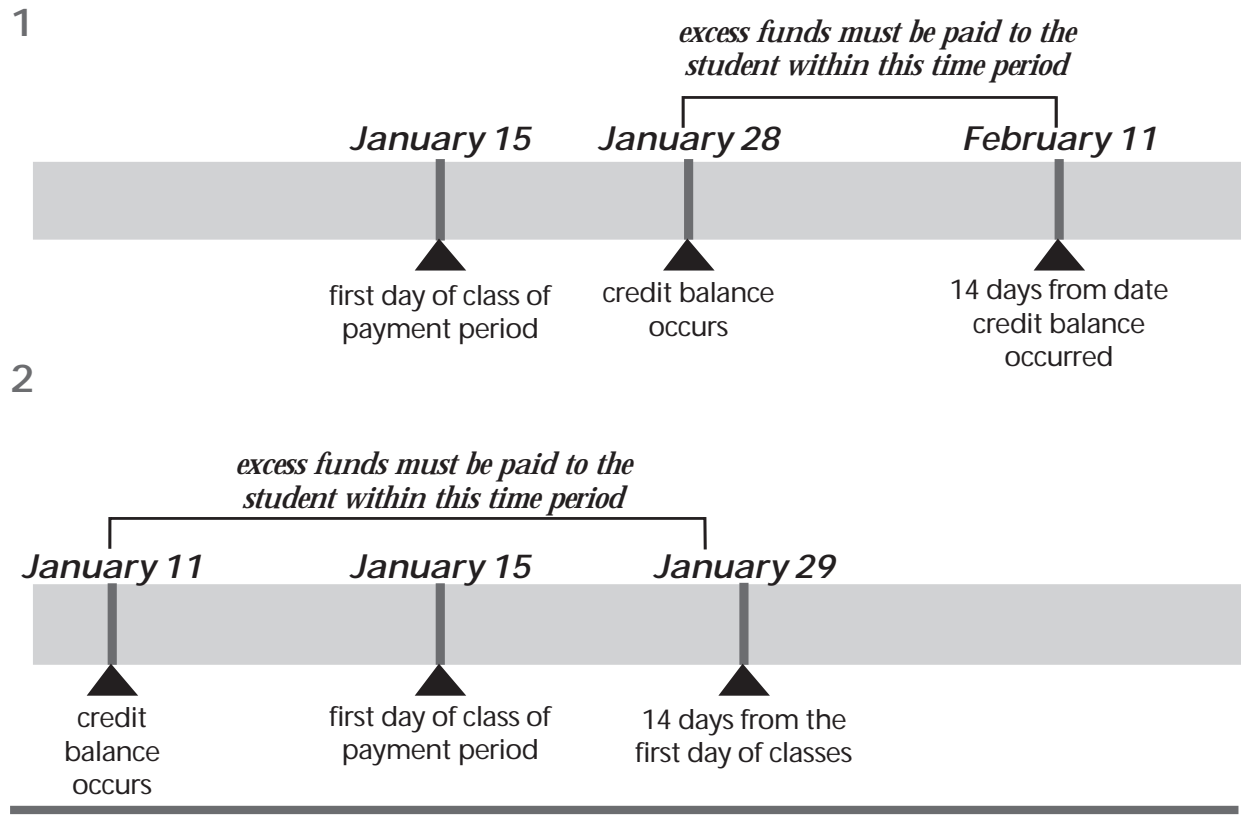 1
excess funds must be paid to the
student within this time period
January 15 January 28 February 11
first day of class of
payment period
credit balance
occurs
14 days from date
credit balance
occurred
2
excess funds must be paid to the
student within this time period
January 11 January 15 January 29
credit
balance
occurs
first day of class of
payment period
14 days from the
first day of classes